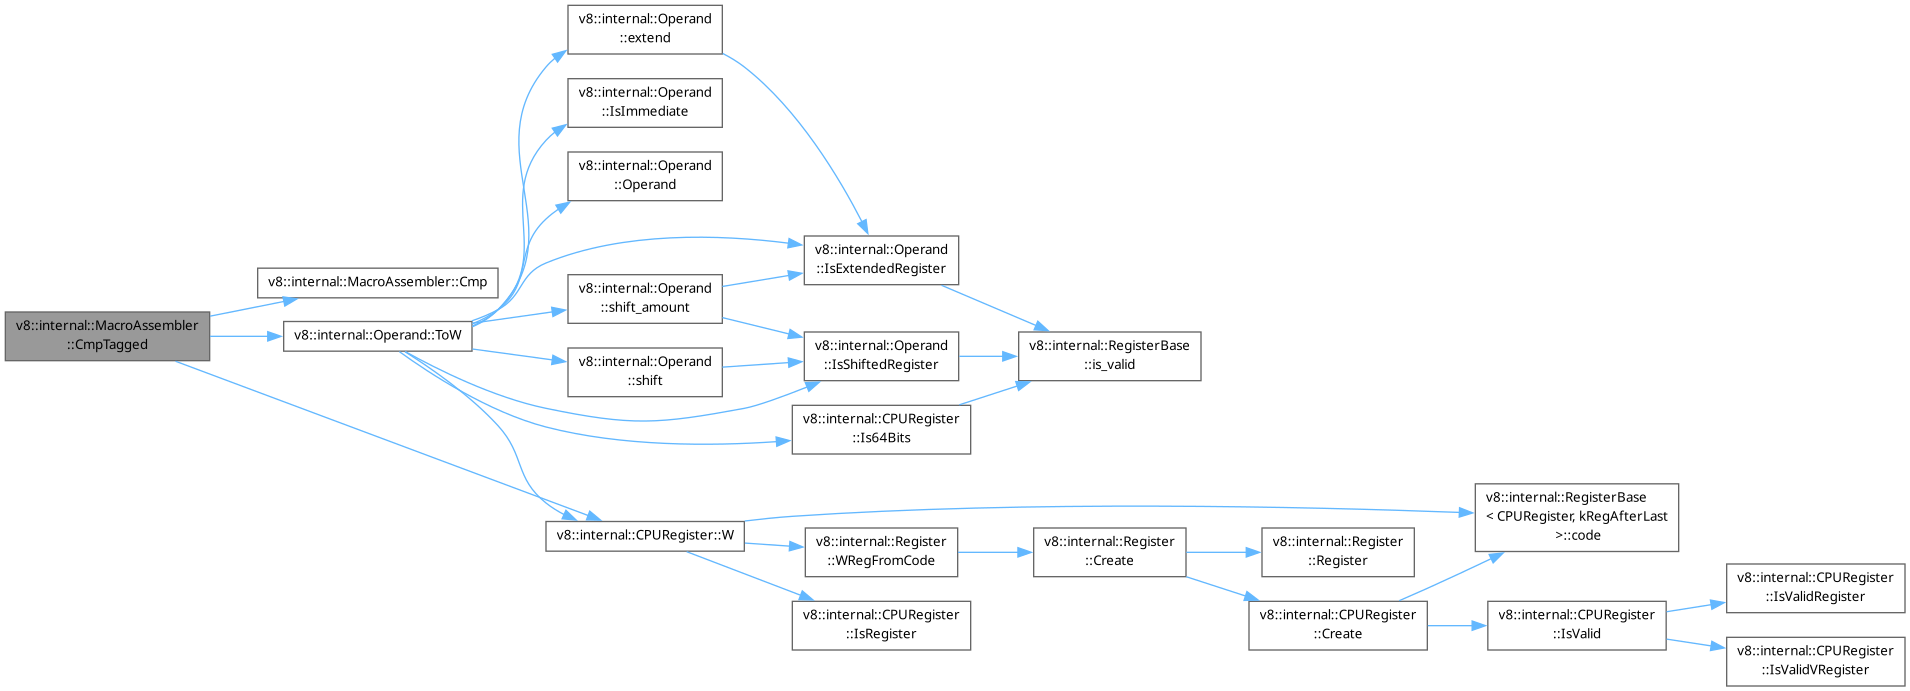 v8::internal::MacroAssembler
::CmpTagged
v8::internal::MacroAssembler::Cmp
v8::internal::Operand::ToW
v8::internal::Operand
::extend
v8::internal::Operand
::IsImmediate
v8::internal::Operand
::Operand
v8::internal::Operand
::shift_amount
v8::internal::Operand
::shift
v8::internal::CPURegister::W
v8::internal::Operand
::IsExtendedRegister
v8::internal::Operand
::IsShiftedRegister
v8::internal::CPURegister
::Is64Bits
v8::internal::Register
::WRegFromCode
v8::internal::CPURegister
::IsRegister
v8::internal::RegisterBase
::is_valid
v8::internal::Register
::Create
v8::internal::Register
::Register
v8::internal::CPURegister
::Create
v8::internal::RegisterBase
< CPURegister, kRegAfterLast
>::code
v8::internal::CPURegister
::IsValid
v8::internal::CPURegister
::IsValidRegister
v8::internal::CPURegister
::IsValidVRegister